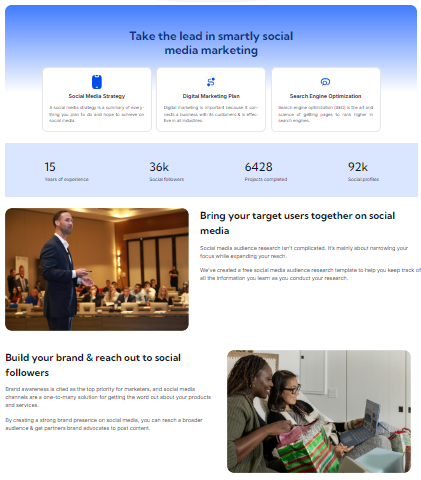 Take the lead in smartly social
media marketing
Social Media Strategy
A social media strategy is a summary of every-
thing you plan to do and hope to achieve on
social media.
Digital Marketing Plan
Digital marketing is important because it con-
nects a business with its customers & is effec-
tive in all industries.
Search Engine Optimization
Search engine optimization (SEO) is the art and
science of getting pages to rank higher in
search engines.
15
Years of experience
36k
Social followers
6428
Projects completed
92k
Social profiles
Bring your target users together on social
media
Social media audience research isn't complicated. It's mainly about narrowing your
focus while expanding your reach.
We've created a free social media audience research template to help you keep track of
all the information you learn as you conduct your research.
Build your brand & reach out to social
followers
Brand awareness is cited as the top priority for marketers, and social media
channels are a one-to-many solution for getting the word out about your products
and services.
By creating a strong brand presence on social media, you can reach a broader
audience & get partners brand advocates to post content.